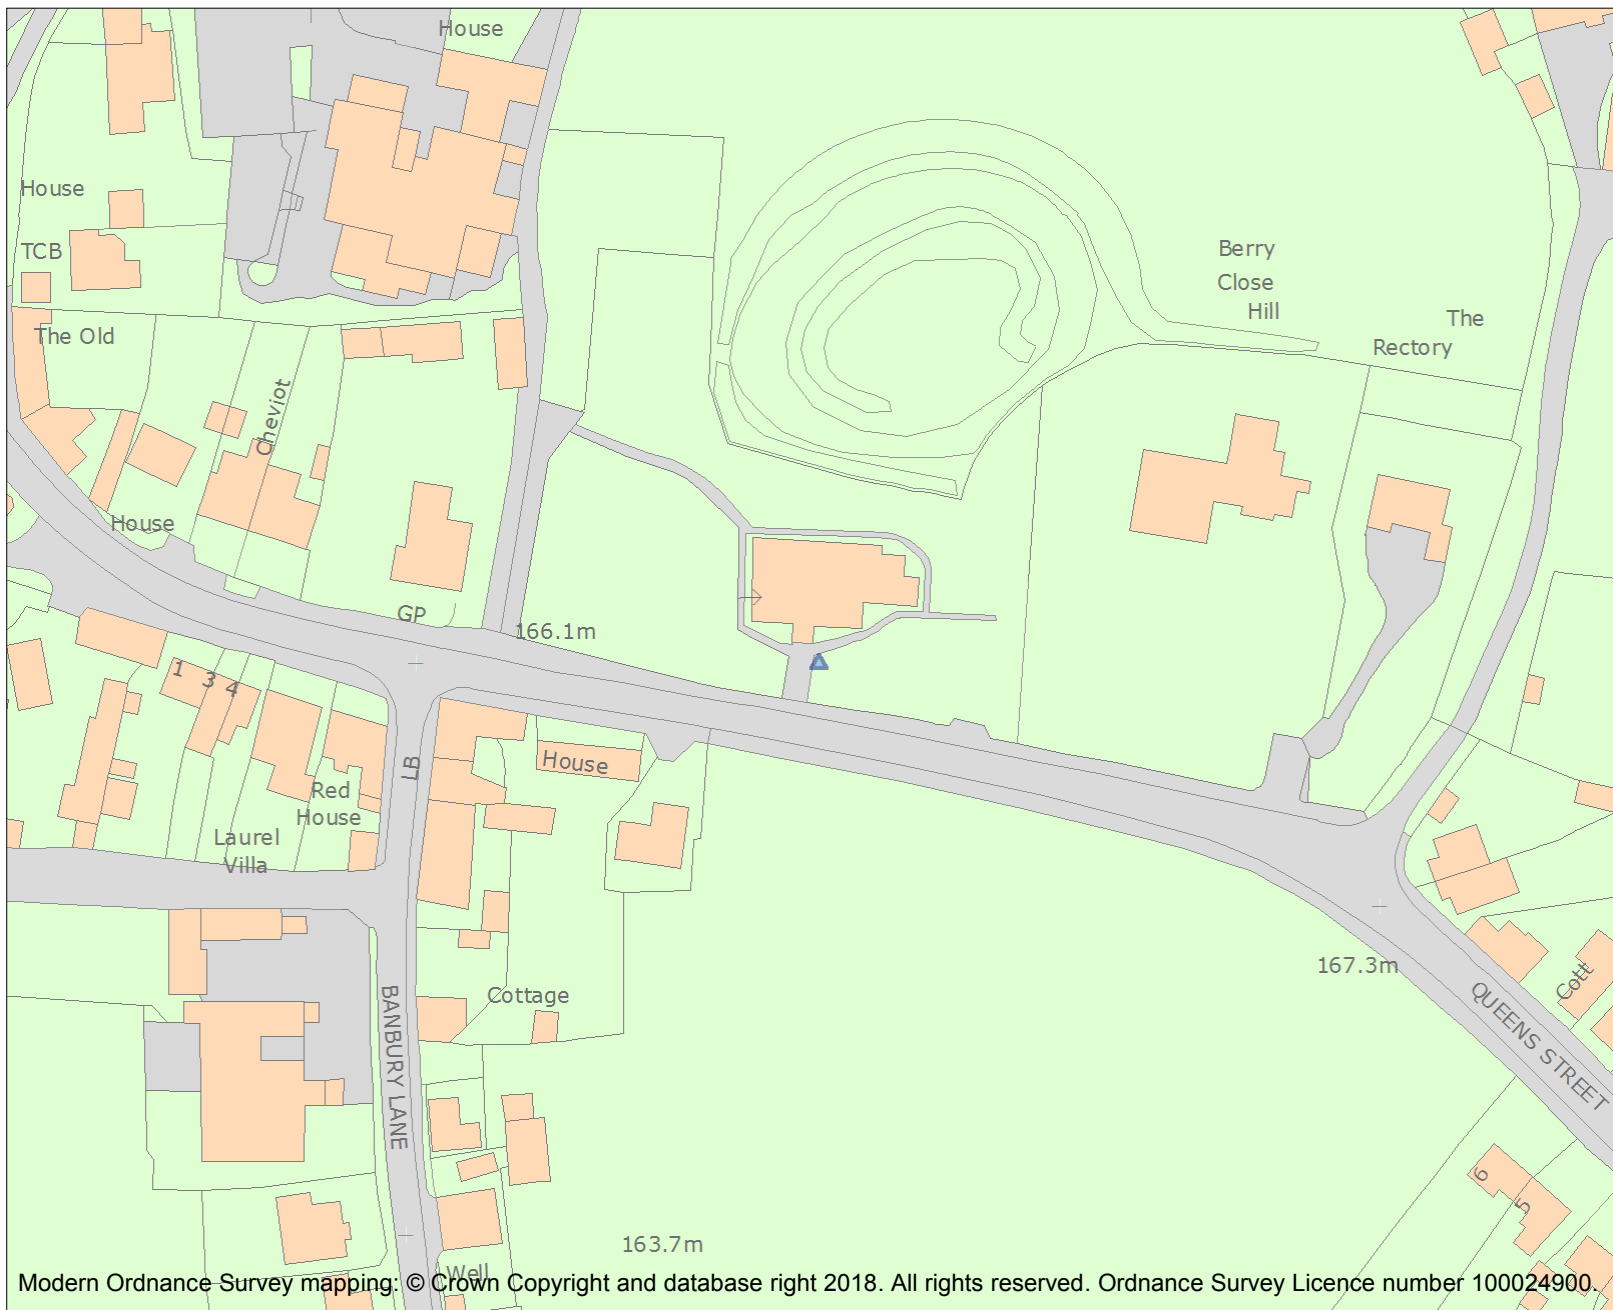 House
House
TCB
The Old
Cheviot
House
Berry
Close
Hill
The
Rectory
GP
166.1m
1
3
4
LB
House
Red
House
Laurel
Villa
167.3m
Cott
QUEENS STREET
Cottage
BANBURY LANE
6
5
163.7m
Well
Modern Ordnance Survey mapping: © Crown Copyright and database right 2018. All rights reserved. Ordnance Survey Licence number 100024900.